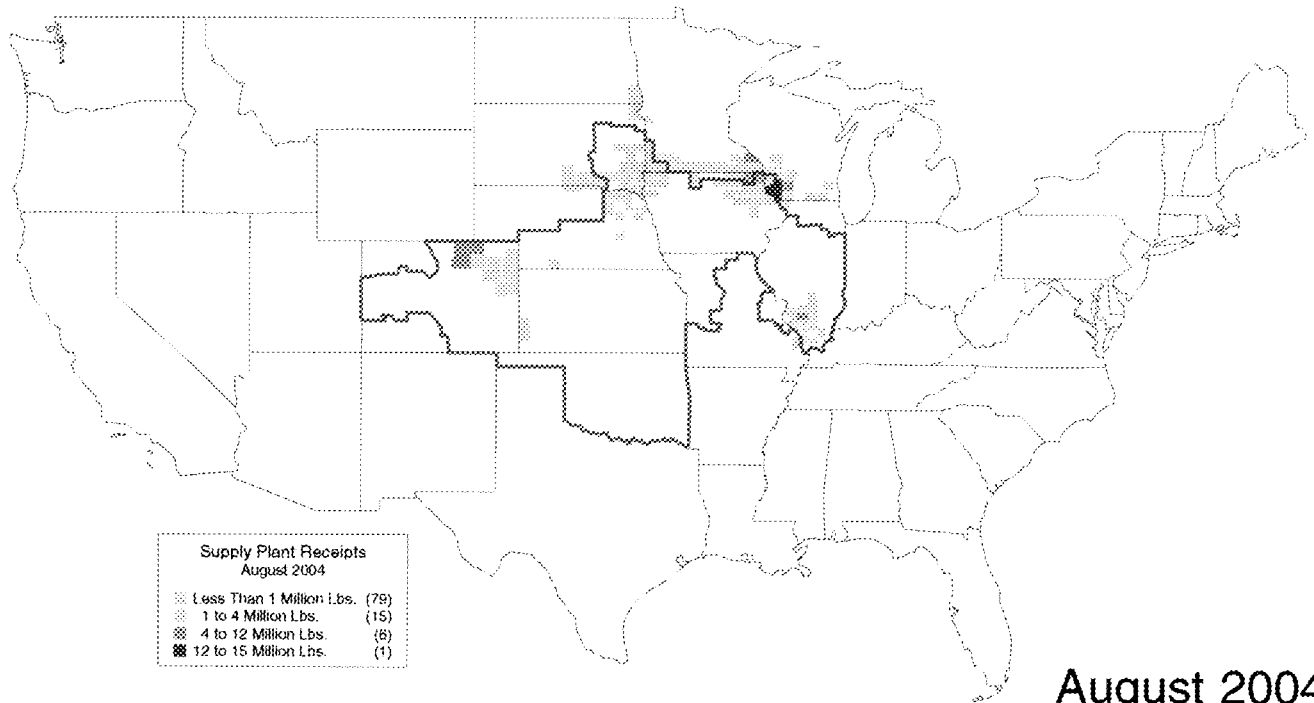 Supply Plant Receipts
August 2004
Less Than 1 Million Lbs. (79)
1 to 4 Million Lbs. (15)
4 to 12 Million Lbs. (6)
12 to 15 Million Lbs. (1)
August 2004